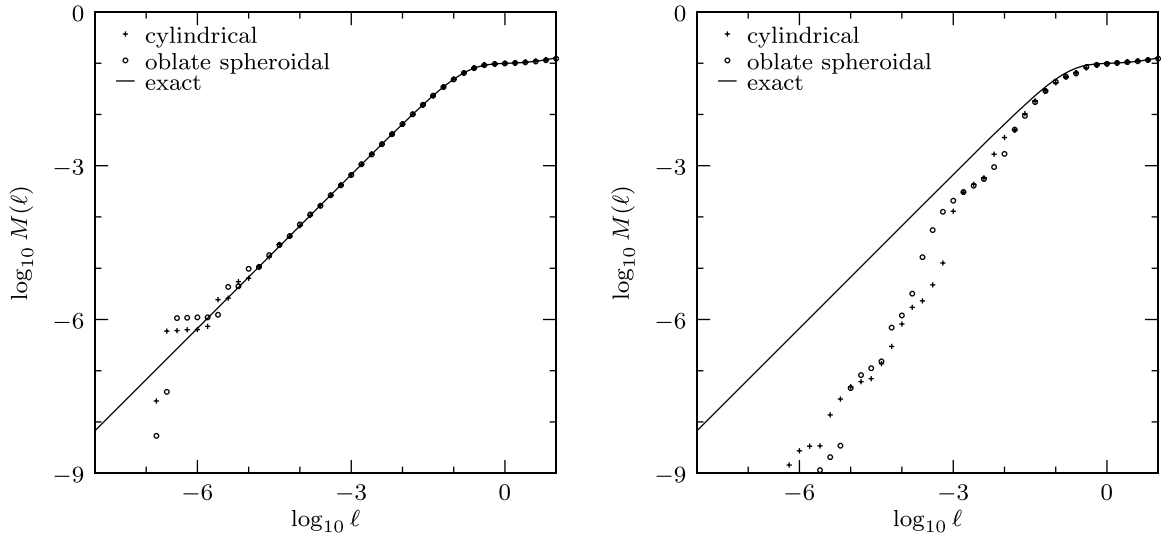 0
+ cylindrical
∘ oblate spheroidal
— exact
−3
log₁₀ M(ℓ)
−6
−9
−6 −3 0
log₁₀ ℓ
0
+ cylindrical
∘ oblate spheroidal
— exact
−3
log₁₀ M(ℓ)
−6
−9
−6 −3 0
log₁₀ ℓ